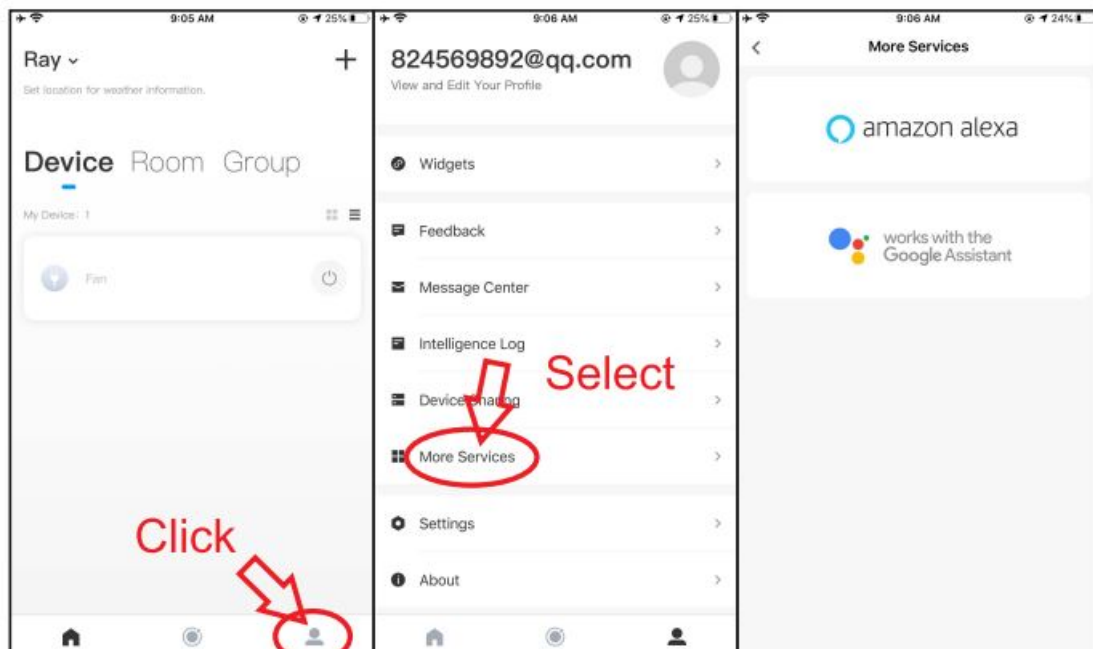 9:05 AM
25%
Ray
Set location for weather information.
Device Room Group
My Device: 1
Fan
Click
9:06 AM
25%
824569892@qq.com
View and Edit Your Profile
Widgets
Feedback
Message Center
Intelligence Log
Select
Device Sharing
More Services
Settings
About
9:06 AM
24%
More Services
amazon alexa
works with the
Google Assistant